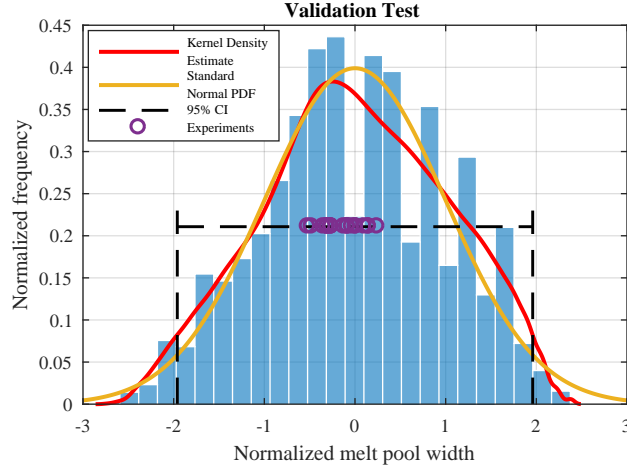 Validation Test
Normalized frequency
0.45
0.4
0.35
0.3
0.25
0.2
0.15
0.1
0.05
0
Kernel Density
Estimate
Standard
Normal PDF
95% CI
Experiments
-3
-2
-1
0
1
2
3
Normalized melt pool width